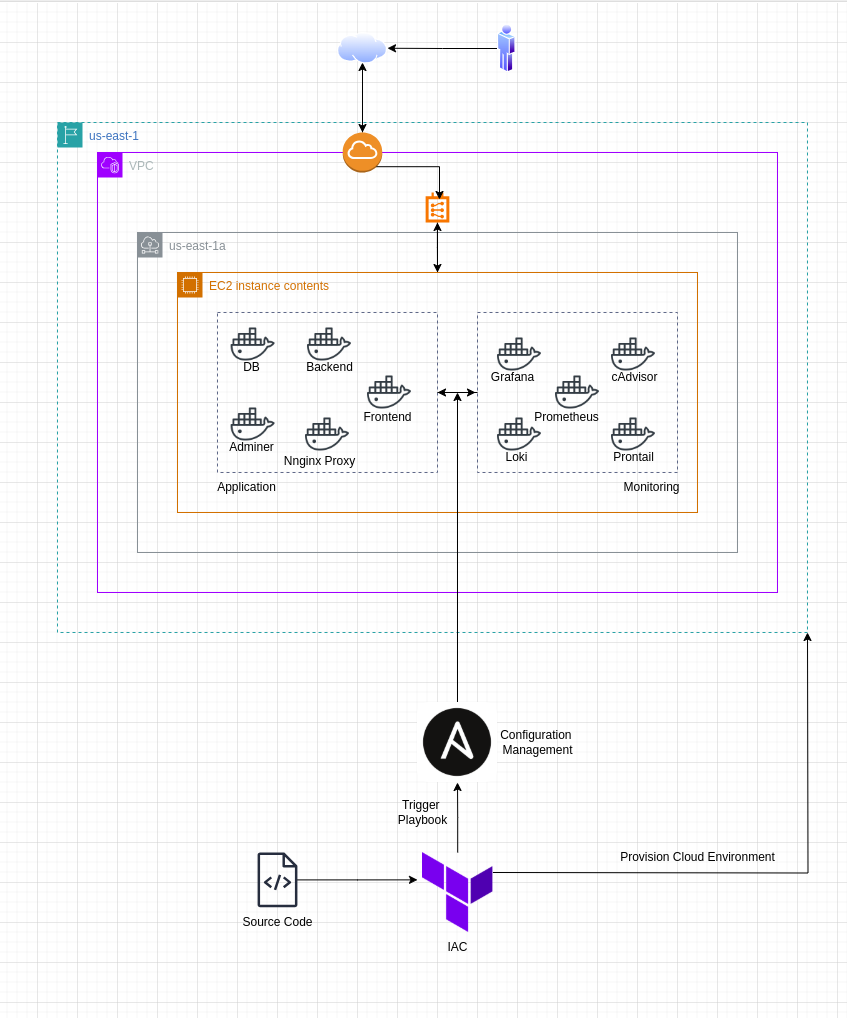 us-east-1
VPC
us-east-1a
EC2 instance contents
DB
Backend
Frontend
Adminer
Nnginx Proxy
Application
Grafana
cAdvisor
Prometheus
Loki
Prontail
Monitoring
Configuration
Management
Trigger
Playbook
Provision Cloud Environment
Source Code
IAC